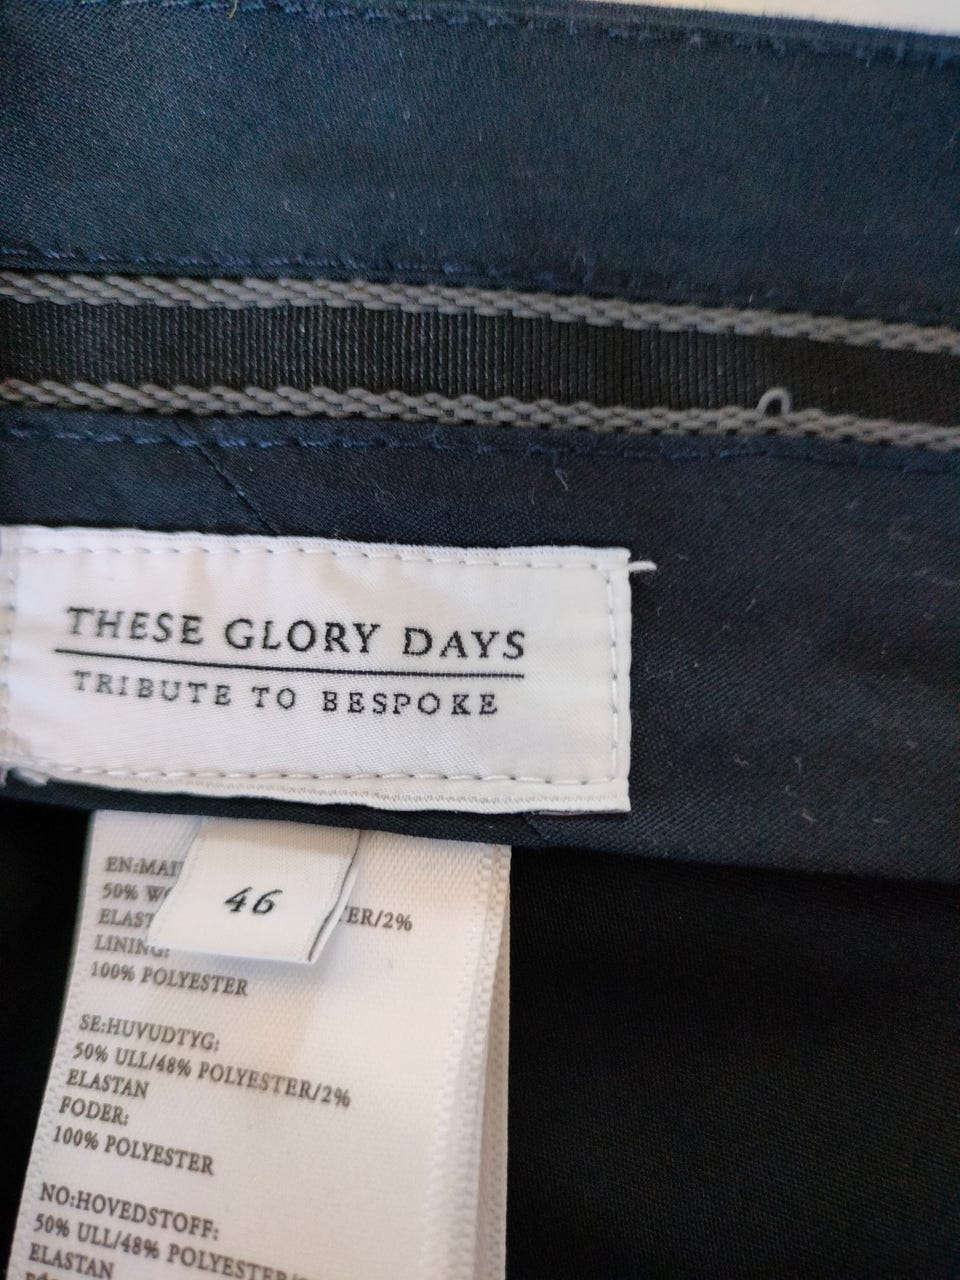 THESE GLORY DAYS
TRIBUTE TO BESPOKE
46
EN:MAI
50% W ER/2%
ELAST
LINING:
100% POLYESTER
SE:HUVUDTYG:
50% ULL/48% POLYESTER/2%
ELASTAN
FODER:
100% POLYESTER
NO:HOVEDSTOFF:
50% ULL/48% POLYESTER/
ELASTAN